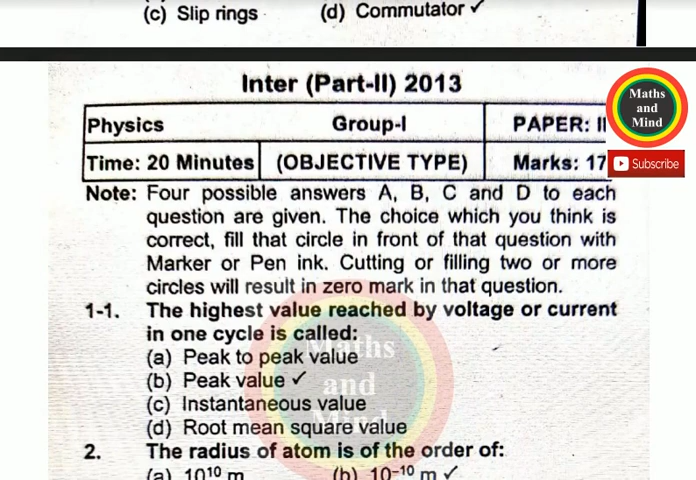 (c) Slip rings (d) Commutator ✓
Inter (Part-II) 2013
Physics Group-I PAPER: II
Time: 20 Minutes (OBJECTIVE TYPE) Marks: 17
Maths
and
Mind
Subscribe
Note: Four possible answers A, B, C and D to each
question are given. The choice which you think is
correct, fill that circle in front of that question with
Marker or Pen ink. Cutting or filling two or more
circles will result in zero mark in that question.
1-1. The highest value reached by voltage or current
in one cycle is called:
(a) Peak to peak value
(b) Peak value ✓
(c) Instantaneous value
(d) Root mean square value
Maths
and
Mind
2. The radius of atom is of the order of:
(a) 10¹⁰ m (b) 10⁻¹⁰ m ✓